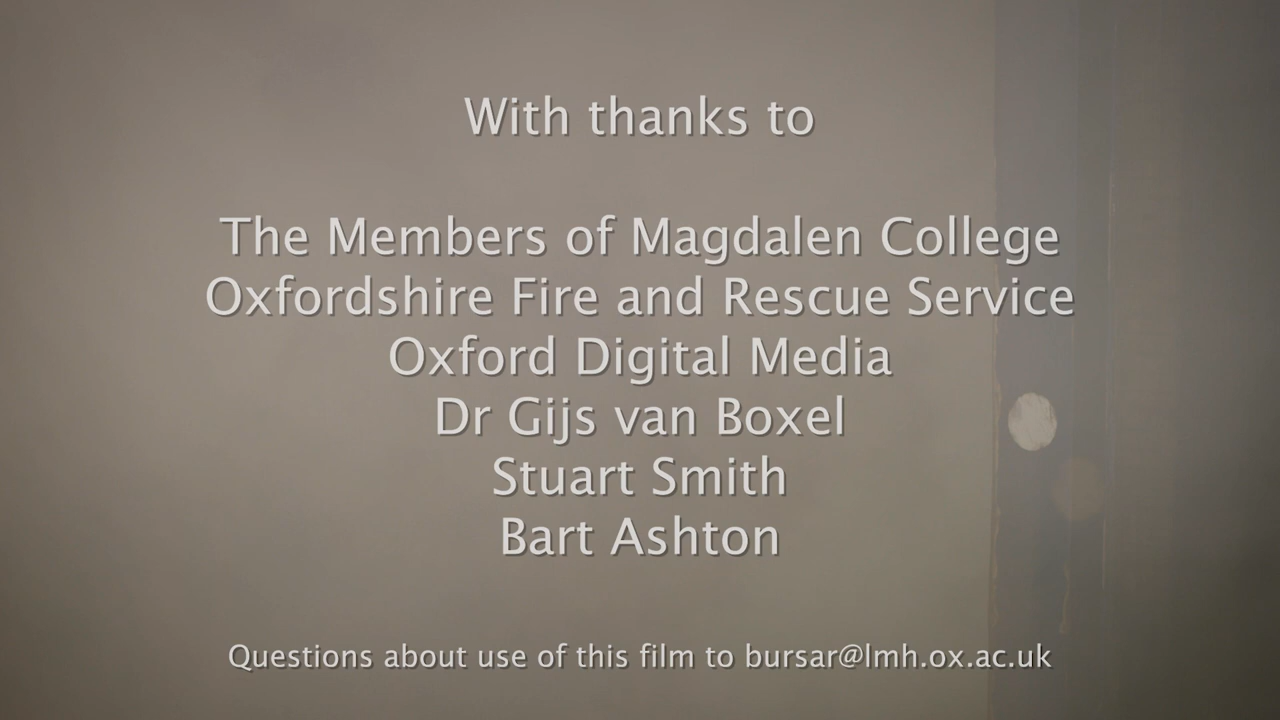 With thanks to
The Members of Magdalen College
Oxfordshire Fire and Rescue Service
Oxford Digital Media
Dr Gijs van Boxel
Stuart Smith
Bart Ashton
Questions about use of this film to bursar@lmh.ox.ac.uk